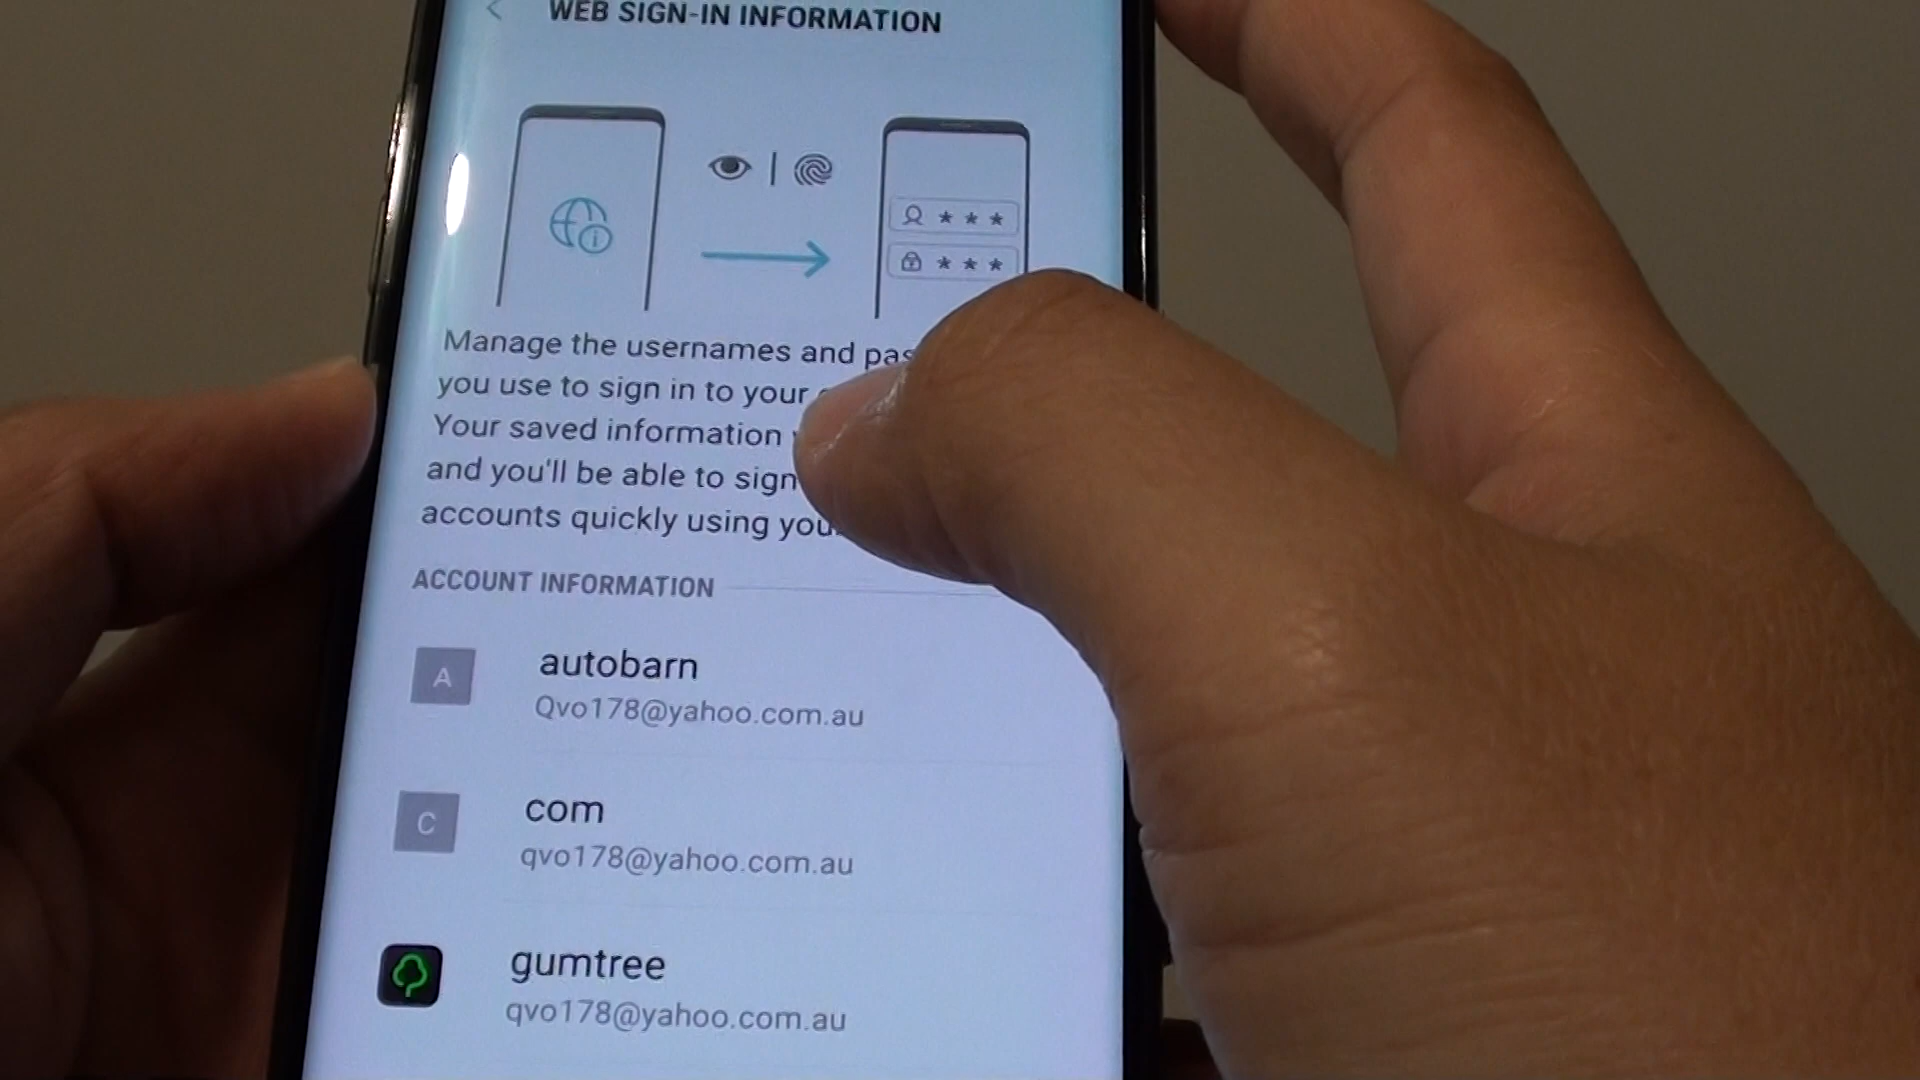 WEB SIGN-IN INFORMATION
* * *
* * *
Manage the usernames and
you use to sign in to your
Your saved information
and you'll be able to sign
accounts quickly using
ACCOUNT INFORMATION
A
autobarn
Qvo178@yahoo.com.au
C
com
qvo178@yahoo.com.au
gumtree
qvo178@yahoo.com.au